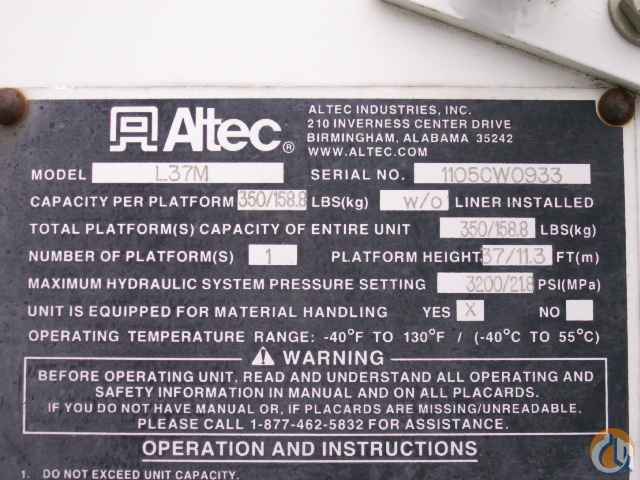 Altec®
ALTEC INDUSTRIES, INC.
210 INVERNESS CENTER DRIVE
BIRMINGHAM, ALABAMA 35242
WWW.ALTEC.COM
MODEL L37M SERIAL NO. 1105CW0933
CAPACITY PER PLATFORM 350/158.8 LBS(kg) w/o LINER INSTALLED
TOTAL PLATFORM(S) CAPACITY OF ENTIRE UNIT 350/158.8 LBS(kg)
NUMBER OF PLATFORM(S) 1 PLATFORM HEIGHT 37/11.3 FT(m)
MAXIMUM HYDRAULIC SYSTEM PRESSURE SETTING 3200/21.8 PSI(MPa)
UNIT IS EQUIPPED FOR MATERIAL HANDLING YES X NO
OPERATING TEMPERATURE RANGE: -40°F TO 130°F / (-40°C TO 55°C)
WARNING
BEFORE OPERATING UNIT, READ AND UNDERSTAND ALL OPERATING AND
SAFETY INFORMATION IN MANUAL AND ON ALL PLACARDS.
IF YOU DO NOT HAVE MANUAL OR, IF PLACARDS ARE MISSING/UNREADABLE.
PLEASE CALL 1-877-462-5832 FOR ASSISTANCE.
OPERATION AND INSTRUCTIONS
1. DO NOT EXCEED UNIT CAPACITY.